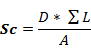 Sc = D * ∑ L / A